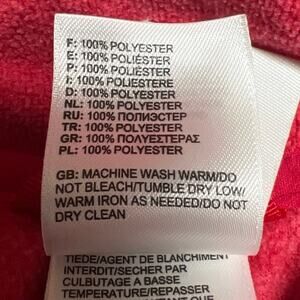 F: 100% POLYESTER
E: 100% POLIÉSTER
P: 100% POLIÉSTER
I: 100% POLIESTERE
D: 100% POLYESTER
NL: 100% POLYESTER
RU: 100% ПОЛИЭСТЕР
TR: 100% POLYESTER
GR: 100% ΠΟΛΥΕΣΤΕΡΑΣ
PL: 100% POLYESTER
GB: MACHINE WASH WARM/DO
NOT BLEACH/TUMBLE DRY LOW/
WARM IRON AS NEEDED/DO NOT
DRY CLEAN
TIEDE/AGENT DE BLANCHIMENT
INTERDIT/SECHER PAR
CULBUTAGE A BASSE
TEMPERATURE/REPASSER